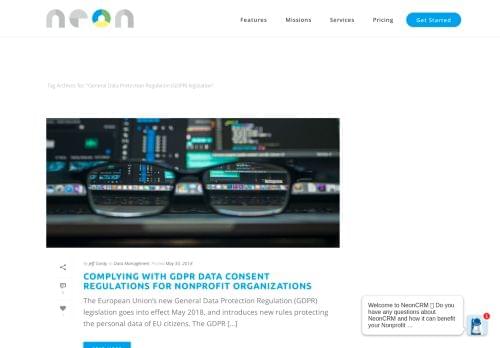 neon
Features
Missions
Services
Pricing
Get Started
Tag Archives for: "General Data Protection Regulation (GDPR) legislation"
By Jeff Gordy In Data Management Posted May 30, 2018
COMPLYING WITH GDPR DATA CONSENT
REGULATIONS FOR NONPROFIT ORGANIZATIONS
The European Union's new General Data Protection Regulation (GDPR)
legislation goes into effect May 2018, and introduces new rules protecting
the personal data of EU citizens. The GDPR [...]
Welcome to NeonCRM Do you
have any questions about
NeonCRM and how it can benefit
your Nonprofit ...
1